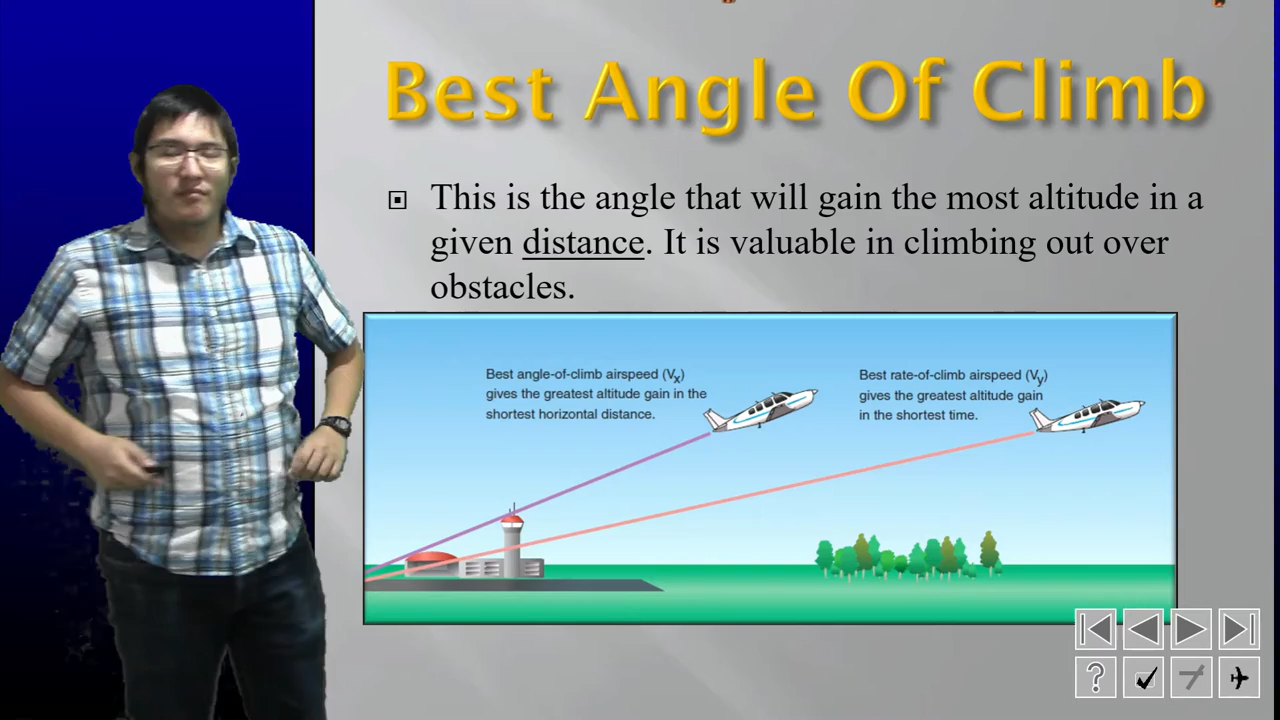 Best Angle Of Climb
This is the angle that will gain the most altitude in a
given distance. It is valuable in climbing out over
obstacles.
Best angle-of-climb airspeed (Vx)
gives the greatest altitude gain in the
shortest horizontal distance.
Best rate-of-climb airspeed (Vy)
gives the greatest altitude gain
in the shortest time.
?